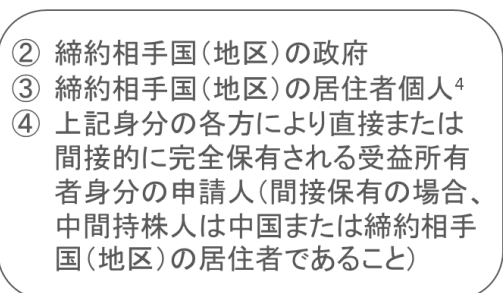 ② 締約相手国（地区）の政府
③ 締約相手国（地区）の居住者個人⁴
④ 上記身分の各方により直接または
間接的に完全保有される受益所有
者身分の申請人（間接保有の場合、
中間持株人は中国または締約相手
国（地区）の居住者であること）